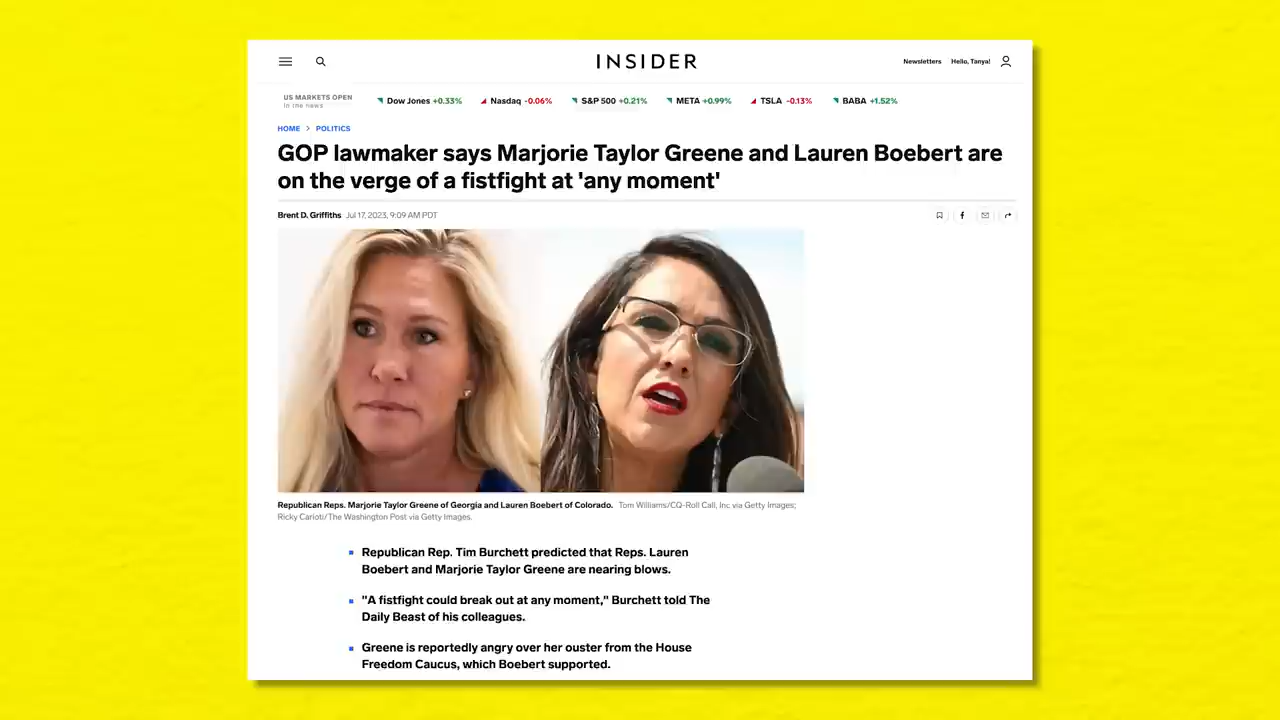 INSIDER
Newsletters Hello, Tanya!
US MARKETS OPEN
In the news
Dow Jones +0.33% Nasdaq -0.06% S&P 500 +0.21% META +0.99% TSLA -0.13% BABA +1.52%
HOME > POLITICS
GOP lawmaker says Marjorie Taylor Greene and Lauren Boebert are
on the verge of a fistfight at 'any moment'
Brent D. Griffiths Jul 17, 2023, 9:09 AM PDT
Republican Reps. Marjorie Taylor Greene of Georgia and Lauren Boebert of Colorado. Tom Williams/CQ-Roll Call, Inc via Getty Images;
Ricky Carioti/The Washington Post via Getty Images.
Republican Rep. Tim Burchett predicted that Reps. Lauren
Boebert and Marjorie Taylor Greene are nearing blows.
"A fistfight could break out at any moment," Burchett told The
Daily Beast of his colleagues.
Greene is reportedly angry over her ouster from the House
Freedom Caucus, which Boebert supported.